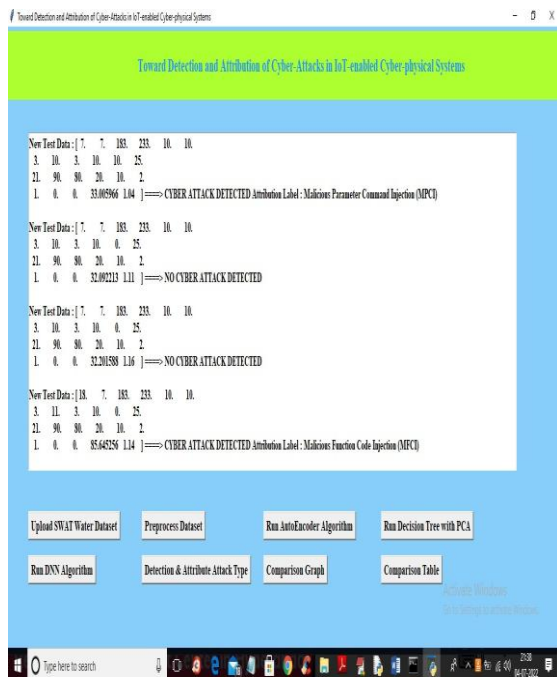 Toward Detection and Attribution of Cyber-Attacks in IoT-enabled Cyber-physical Systems
Toward Detection and Attribution of Cyber-Attacks in IoT-enabled Cyber-physical Systems
New Test Data : [ 7. 7. 183. 233. 10. 10.
3. 10. 3. 10. 10. 25.
21. 90. 80. 20. 10. 2.
1. 0. 0. 33.005966 1.04 ] ===> CYBER ATTACK DETECTED Attribution Label : Malicious Parameter Command Injection (MPCI)
New Test Data : [ 7. 7. 183. 233. 10. 10.
3. 10. 3. 10. 0. 25.
21. 90. 80. 20. 10. 2.
1. 0. 0. 32.092213 1.11 ] ===> NO CYBER ATTACK DETECTED
New Test Data : [ 7. 7. 183. 233. 10. 10.
3. 10. 3. 10. 0. 25.
21. 90. 80. 20. 10. 2.
1. 0. 0. 32.201588 1.16 ] ===> NO CYBER ATTACK DETECTED
New Test Data : [18. 7. 183. 233. 10. 10.
3. 11. 3. 10. 0. 25.
21. 90. 80. 20. 10. 2.
1. 0. 0. 85.645256 1.14 ] ===> CYBER ATTACK DETECTED Attribution Label : Malicious Function Code Injection (MFCI)
Upload SWAT Water Dataset Preprocess Dataset Run AutoEncoder Algorithm Run Decision Tree with PCA
Run DNN Algorithm Detection & Attribute Attack Type Comparison Graph Comparison Table
Activate Windows
Go to Settings to activate Windows.
Type here to search
21:30
04-07-2022